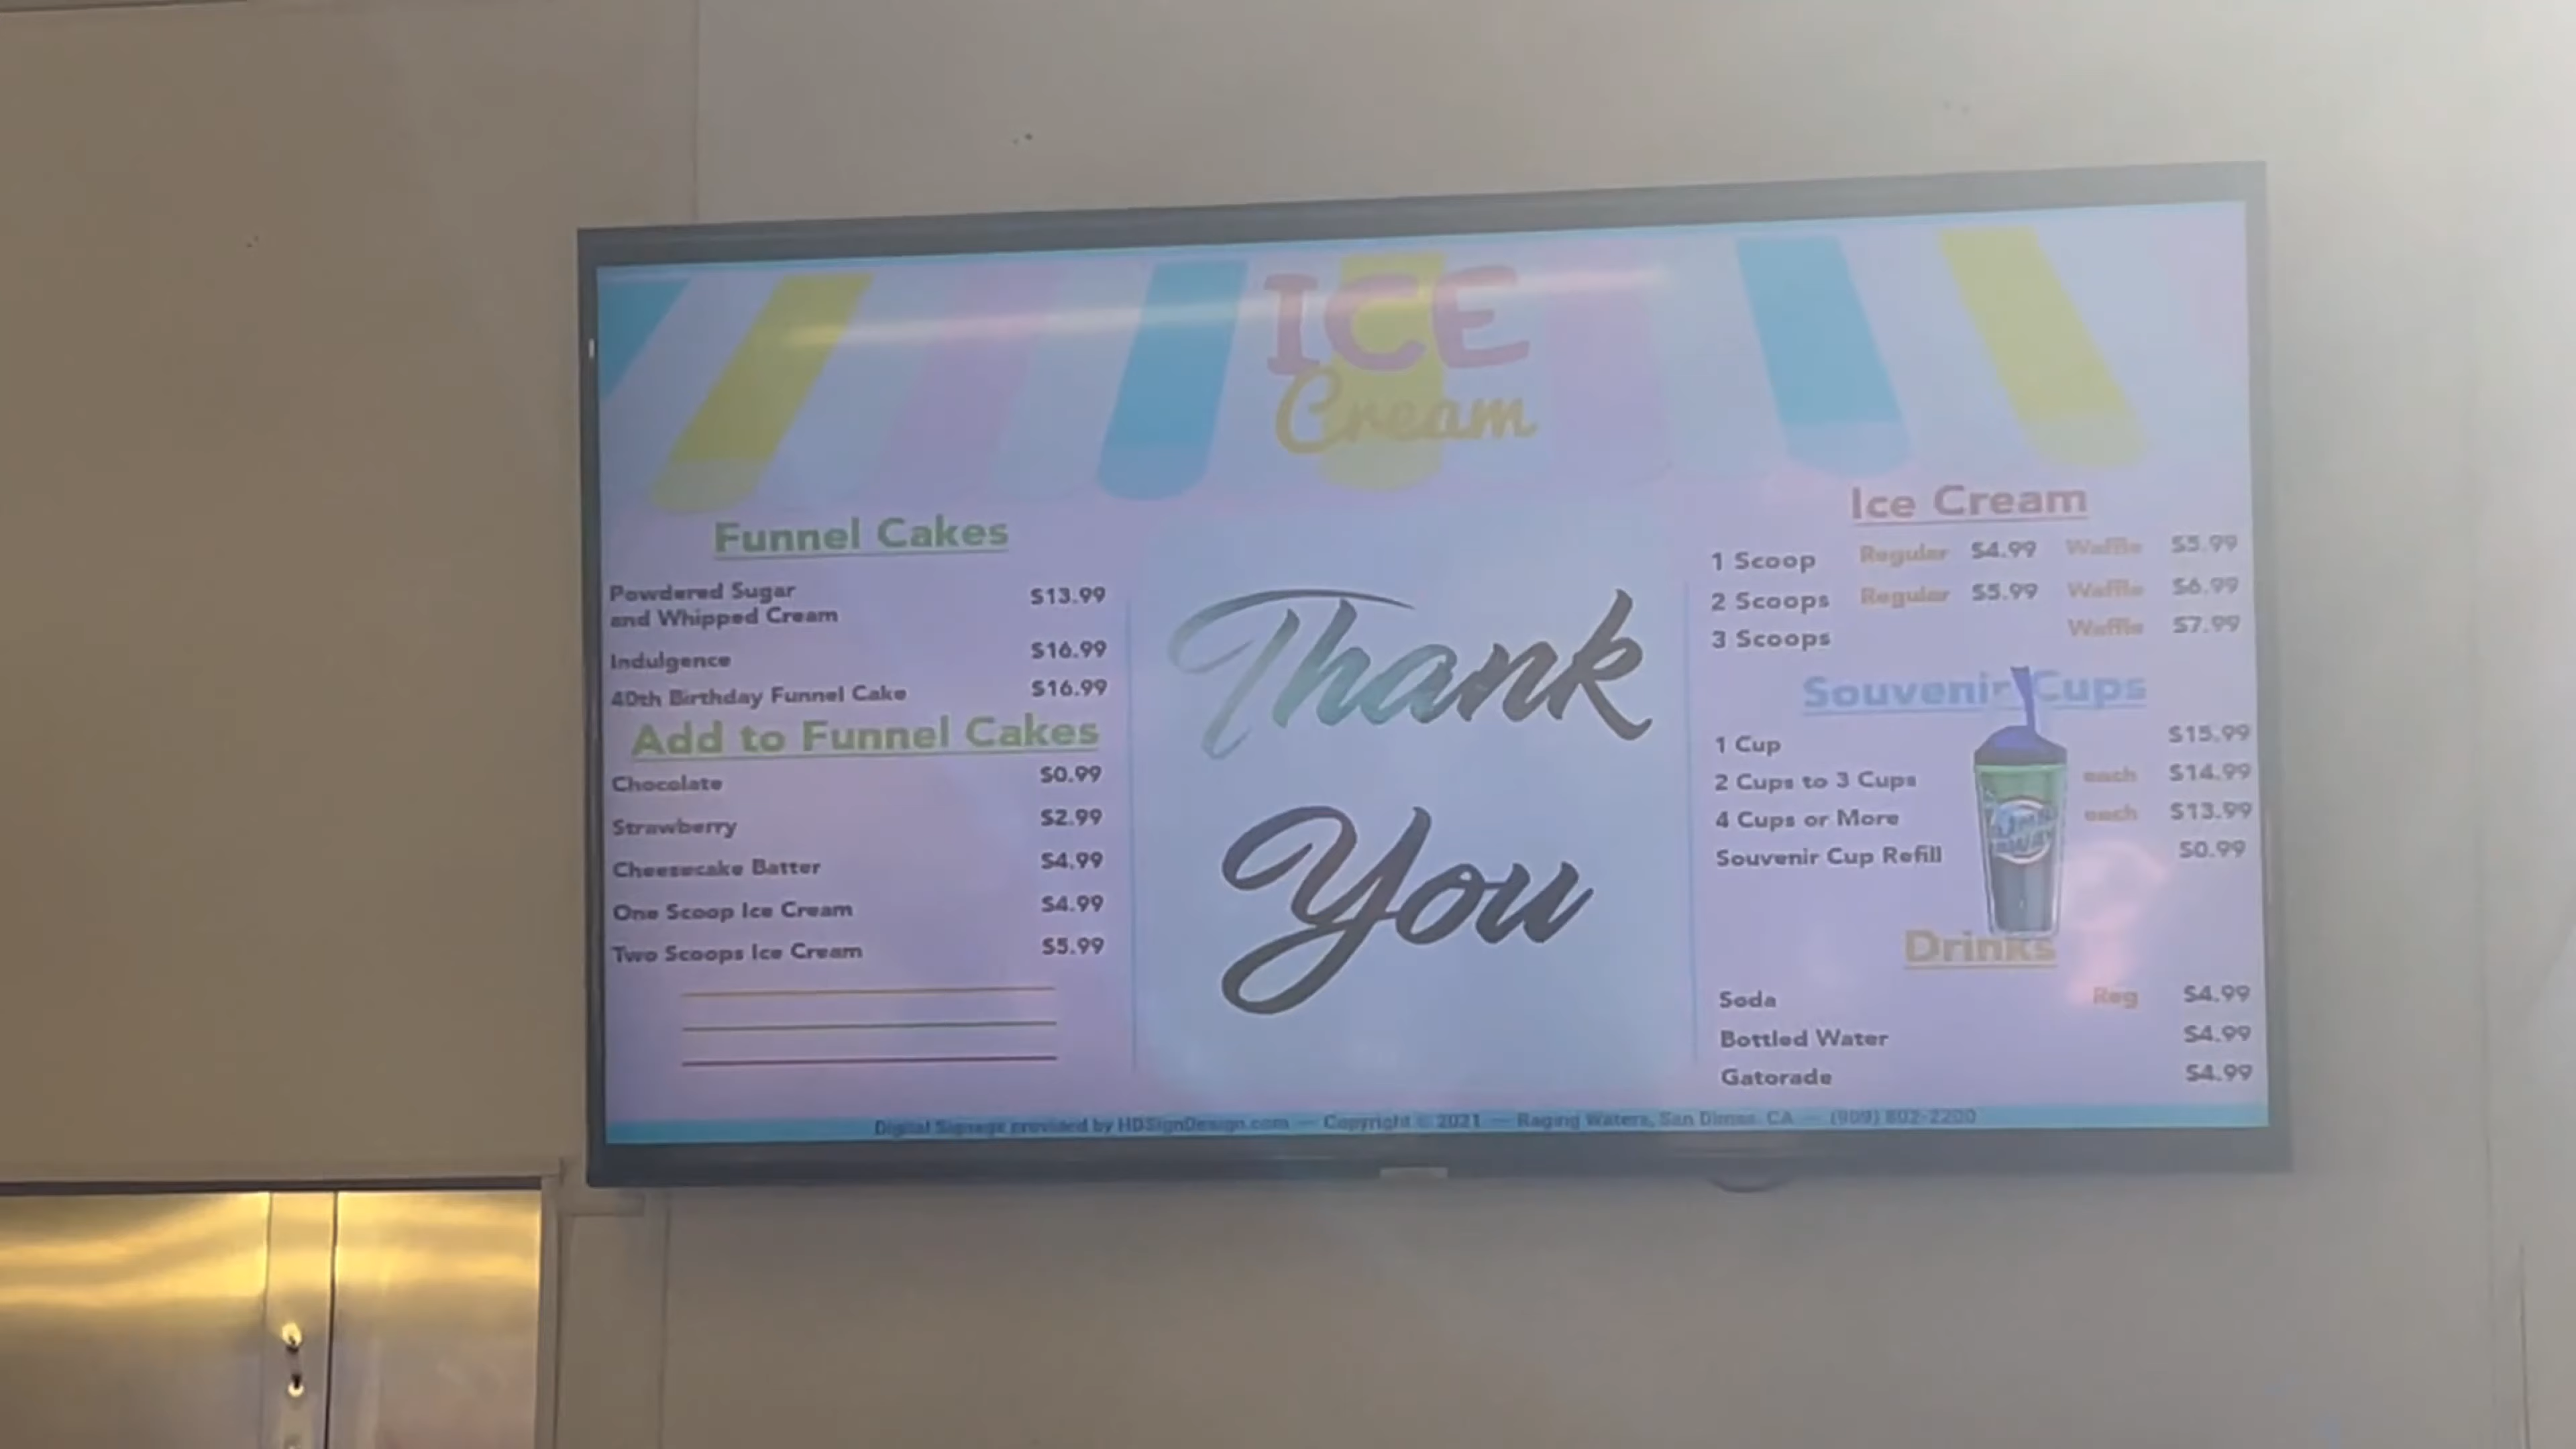 ICE
Cream
Funnel Cakes
Powdered Sugar
and Whipped Cream $13.99
Indulgence $16.99
40th Birthday Funnel Cake $16.99
Add to Funnel Cakes
Chocolate $0.99
Strawberry $2.99
Cheesecake Batter $4.99
One Scoop Ice Cream $4.99
Two Scoops Ice Cream $5.99
Thank
You
Ice Cream
1 Scoop Regular $4.99 Waffle $5.99
2 Scoops Regular $5.99 Waffle $6.99
3 Scoops Waffle $7.99
Souvenir Cups
1 Cup $15.99
2 Cups to 3 Cups each $14.99
4 Cups or More each $13.99
Souvenir Cup Refill $0.99
Drinks
Soda Reg $4.99
Bottled Water $4.99
Gatorade $4.99
Digital Signage provided by HDSignDesign.com — Copyright © 2021 — Raging Waters, San Dimas, CA — (909) 802-2200